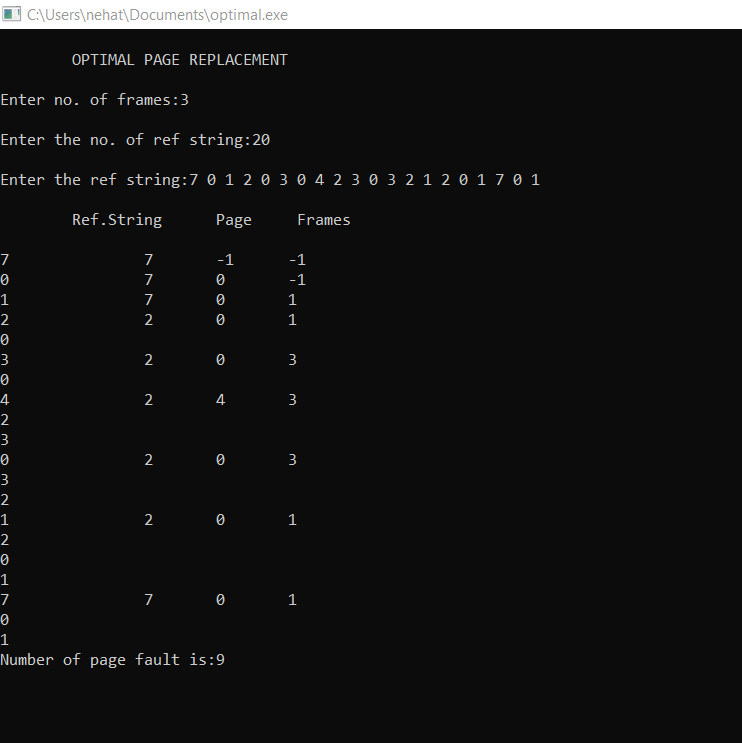 C:\Users\nehat\Documents\optimal.exe
OPTIMAL PAGE REPLACEMENT
Enter no. of frames:3
Enter the no. of ref string:20
Enter the ref string:7 0 1 2 0 3 0 4 2 3 0 3 2 1 2 0 1 7 0 1
Ref.String Page Frames
7 7 -1 -1
0 7 0 -1
1 7 0 1
2 2 0 1
0
3 2 0 3
0
4 2 4 3
2
3
0 2 0 3
3
2
1 2 0 1
2
0
1
7 7 0 1
0
1
Number of page fault is:9